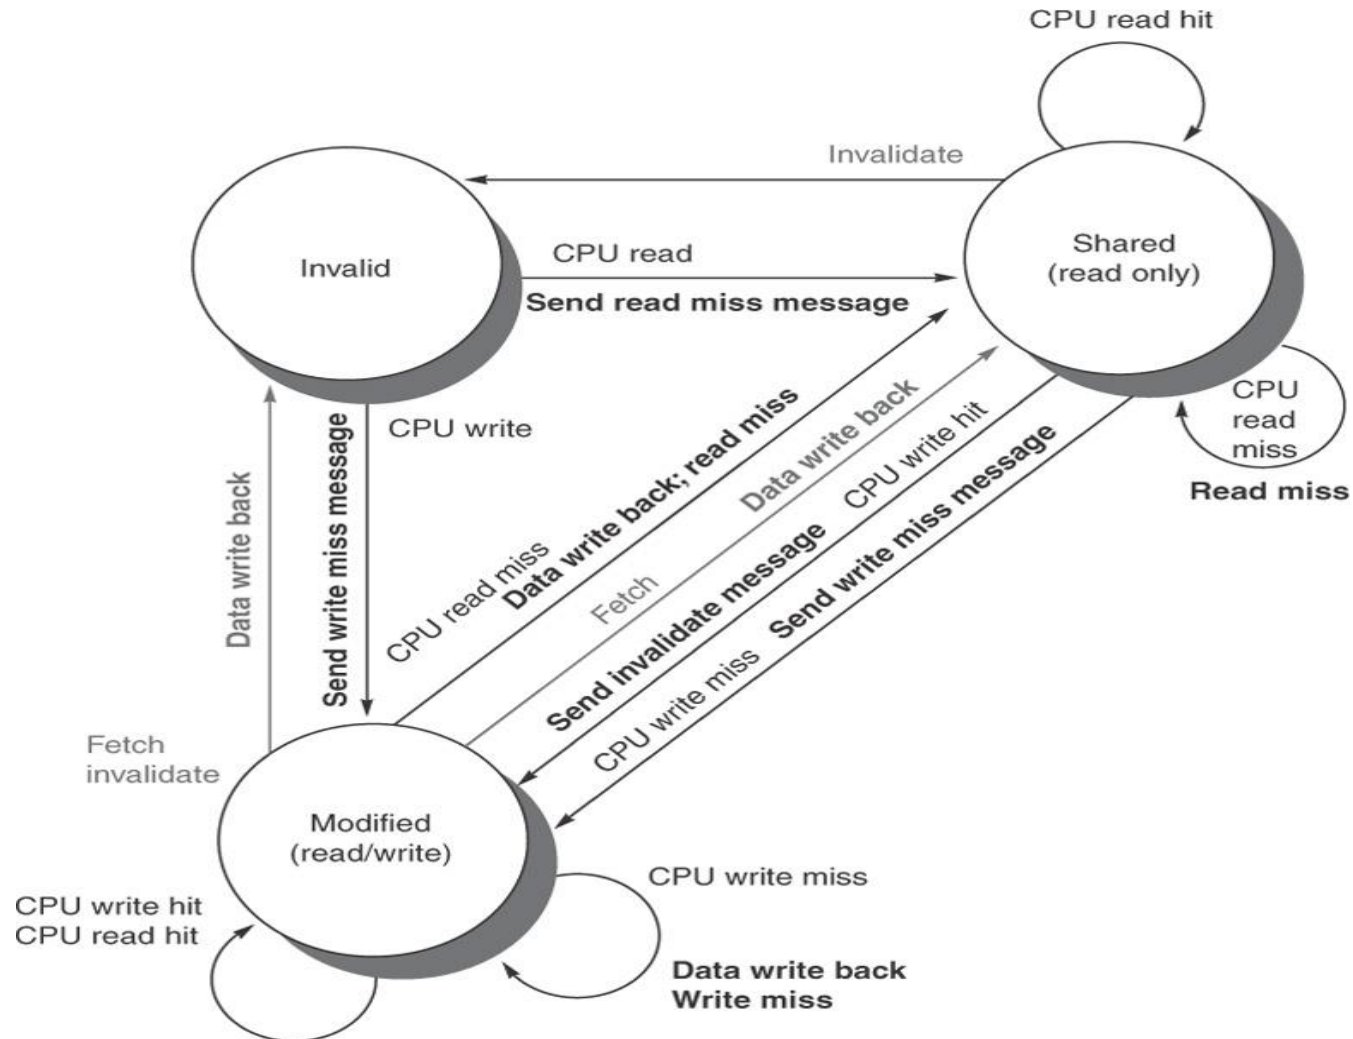 CPU read hit
Invalidate
Invalid
Shared
(read only)
CPU read
Send read miss message
CPU
read
miss
Read miss
CPU write
Send write miss message
Data write back
Fetch
invalidate
CPU read miss
Data write back; read miss
Fetch
Data write back
Send invalidate message
CPU write hit
CPU write miss
Send write miss message
Modified
(read/write)
CPU write miss
Data write back
Write miss
CPU write hit
CPU read hit